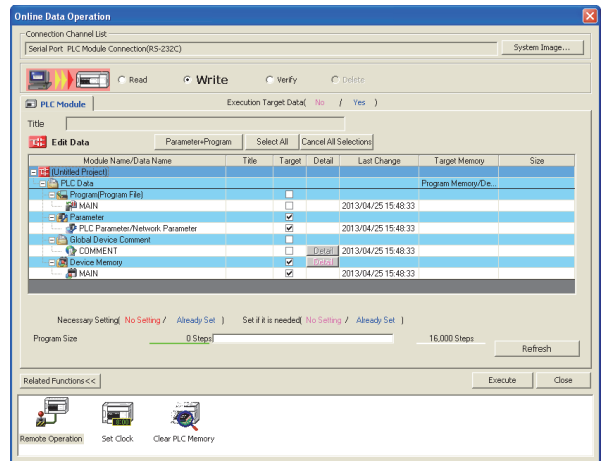 Online Data Operation
Connection Channel List
Serial Port PLC Module Connection(RS-232C)
System Image...
Read
Write
Verify
Delete
PLC Module
Execution Target Data( No / Yes )
Title
Edit Data
Parameter+Program
Select All
Cancel All Selections
Module Name/Data Name Title Target Detail Last Change Target Memory Size
(Untitled Project)
PLC Data Program Memory/De...
Program(Program File)
MAIN 2013/04/25 15:48:33
Parameter
PLC Parameter/Network Parameter 2013/04/25 15:48:33
Global Device Comment
COMMENT Detail 2013/04/25 15:48:33
Device Memory Detail
MAIN 2013/04/25 15:48:33
Necessary Setting( No Setting / Already Set ) Set if it is needed( No Setting / Already Set )
Program Size 0 Steps 16,000 Steps
Refresh
Related Functions<<
Execute
Close
Remote Operation
Set Clock
Clear PLC Memory